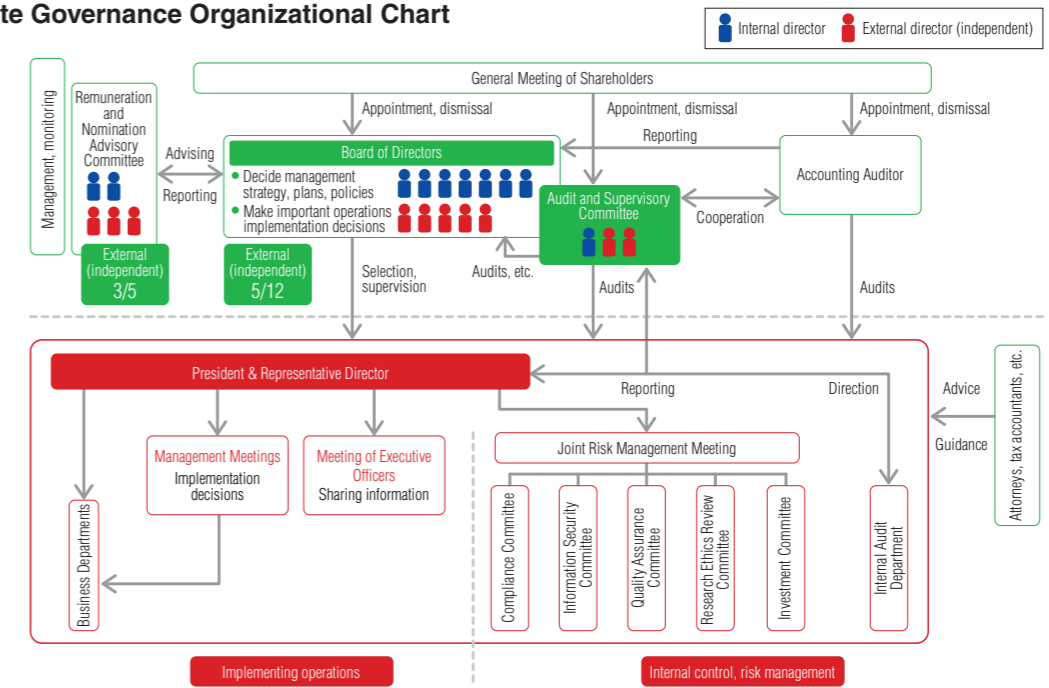 te Governance Organizational Chart
Internal director
External director (independent)
Management, monitoring
Remuneration
and
Nomination
Advisory
Committee
External
(independent)
3/5
General Meeting of Shareholders
Appointment, dismissal
Appointment, dismissal
Appointment, dismissal
Advising
Reporting
Board of Directors
• Decide management
strategy, plans, policies
• Make important operations
implementation decisions
External
(independent)
5/12
Reporting
Accounting Auditor
Audit and Supervisory
Committee
Cooperation
Selection,
supervision
Audits, etc.
Audits
Audits
President & Representative Director
Reporting
Direction
Advice
Guidance
Attorneys, tax accountants, etc.
Management Meetings
Implementation
decisions
Meeting of Executive
Officers
Sharing information
Joint Risk Management Meeting
Business Departments
Compliance Committee
Information Security
Committee
Quality Assurance
Committee
Research Ethics Review
Committee
Investment Committee
Internal Audit
Department
Implementing operations
Internal control, risk management